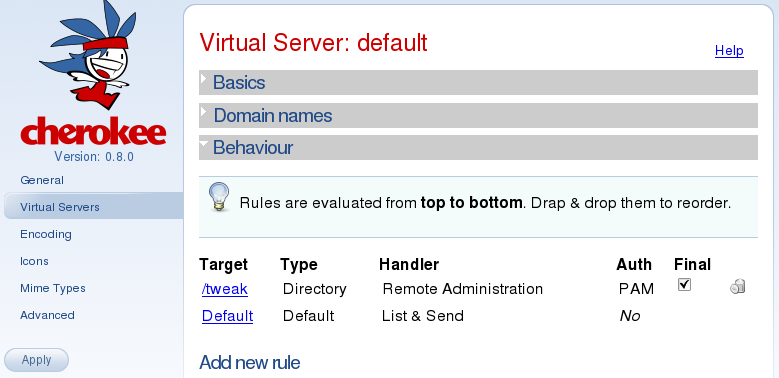 cherokee
Version: 0.8.0
General
Virtual Servers
Encoding
Icons
Mime Types
Advanced
Apply
Virtual Server: default
Help
Basics
Domain names
Behaviour
Rules are evaluated from top to bottom. Drap & drop them to reorder.
Target Type Handler Auth Final
/tweak Directory Remote Administration PAM
Default Default List & Send No
Add new rule